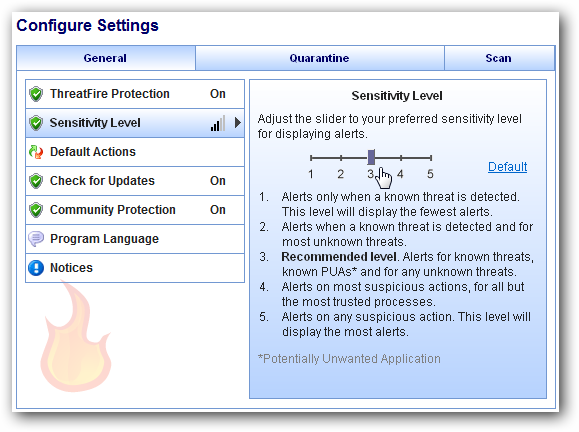 Configure Settings
General Quarantine Scan
ThreatFire Protection On
Sensitivity Level
Default Actions
Check for Updates On
Community Protection On
Program Language
Notices
Sensitivity Level
Adjust the slider to your preferred sensitivity level
for displaying alerts.
1 2 3 4 5
Default
1. Alerts only when a known threat is detected.
This level will display the fewest alerts.
2. Alerts when a known threat is detected and for
most unknown threats.
3. Recommended level. Alerts for known threats,
known PUAs* and for any unknown threats.
4. Alerts on most suspicious actions, for all but
the most trusted processes.
5. Alerts on any suspicious action. This level will
display the most alerts.
*Potentially Unwanted Application